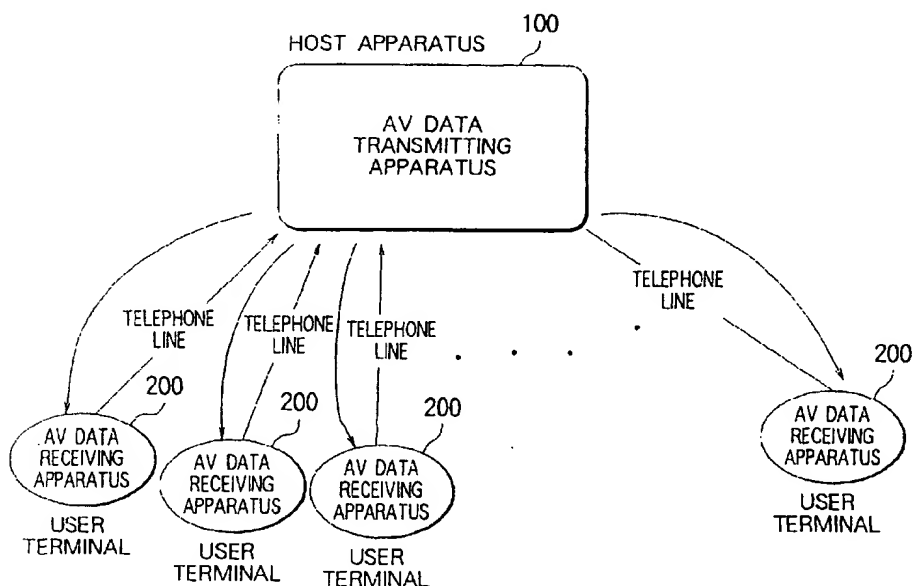 100
HOST APPARATUS
AV DATA
TRANSMITTING
APPARATUS
TELEPHONE
LINE
TELEPHONE
LINE
TELEPHONE
LINE
TELEPHONE
LINE
200
AV DATA
RECEIVING
APPARATUS
USER
TERMINAL
200
AV DATA
RECEIVING
APPARATUS
USER
TERMINAL
200
AV DATA
RECEIVING
APPARATUS
USER
TERMINAL
200
AV DATA
RECEIVING
APPARATUS
USER
TERMINAL